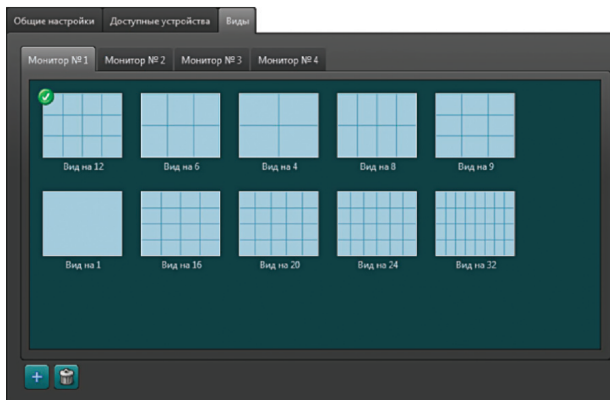 Общие настройки Доступные устройства Виды
Монитор № 1 Монитор № 2 Монитор № 3 Монитор № 4
Вид на 12 Вид на 6 Вид на 4 Вид на 8 Вид на 9
Вид на 1 Вид на 16 Вид на 20 Вид на 24 Вид на 32